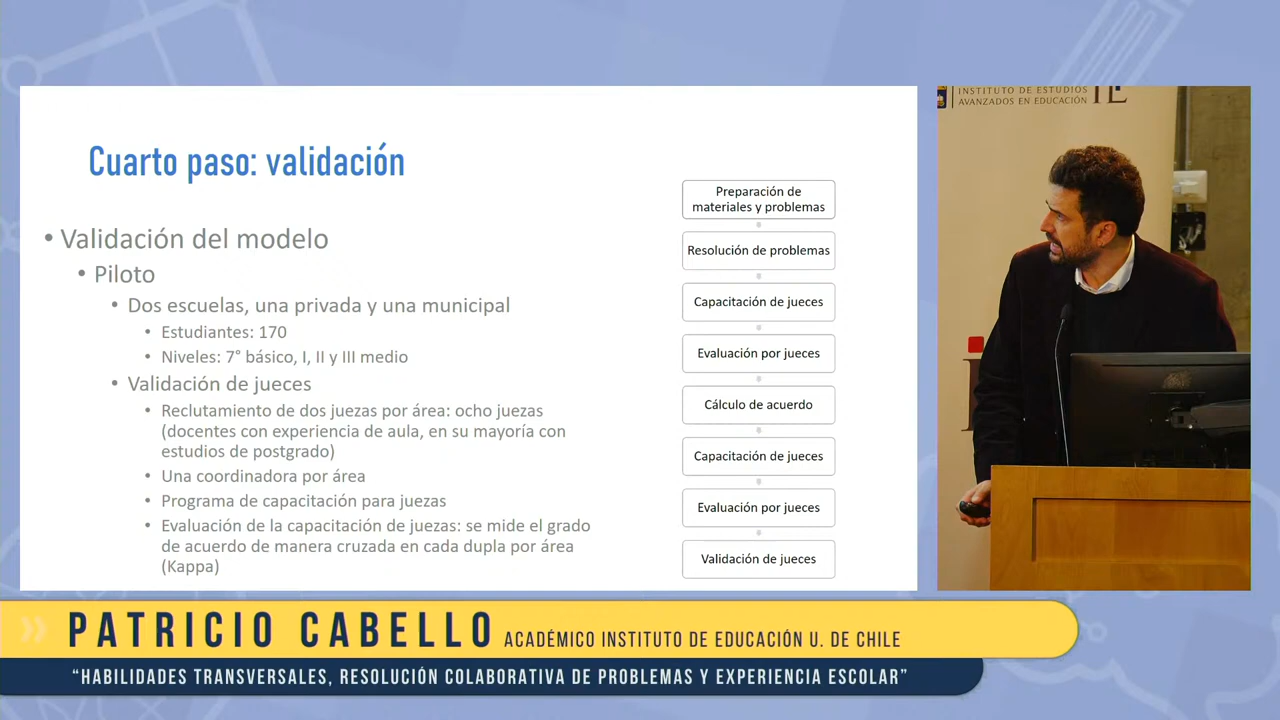 Cuarto paso: validación
• Validación del modelo
• Piloto
• Dos escuelas, una privada y una municipal
• Estudiantes: 170
• Niveles: 7° básico, I, II y III medio
• Validación de jueces
• Reclutamiento de dos juezas por área: ocho juezas
(docentes con experiencia de aula, en su mayoría con
estudios de postgrado)
• Una coordinadora por área
• Programa de capacitación para juezas
• Evaluación de la capacitación de juezas: se mide el grado
de acuerdo de manera cruzada en cada dupla por área
(Kappa)
Preparación de
materiales y problemas
Resolución de problemas
Capacitación de jueces
Evaluación por jueces
Cálculo de acuerdo
Capacitación de jueces
Evaluación por jueces
Validación de jueces
INSTITUTO DE ESTUDIOS
AVANZADOS EN EDUCACIÓN
IE
PATRICIO CABELLO ACADÉMICO INSTITUTO DE EDUCACIÓN U. DE CHILE
“HABILIDADES TRANSVERSALES, RESOLUCIÓN COLABORATIVA DE PROBLEMAS Y EXPERIENCIA ESCOLAR”